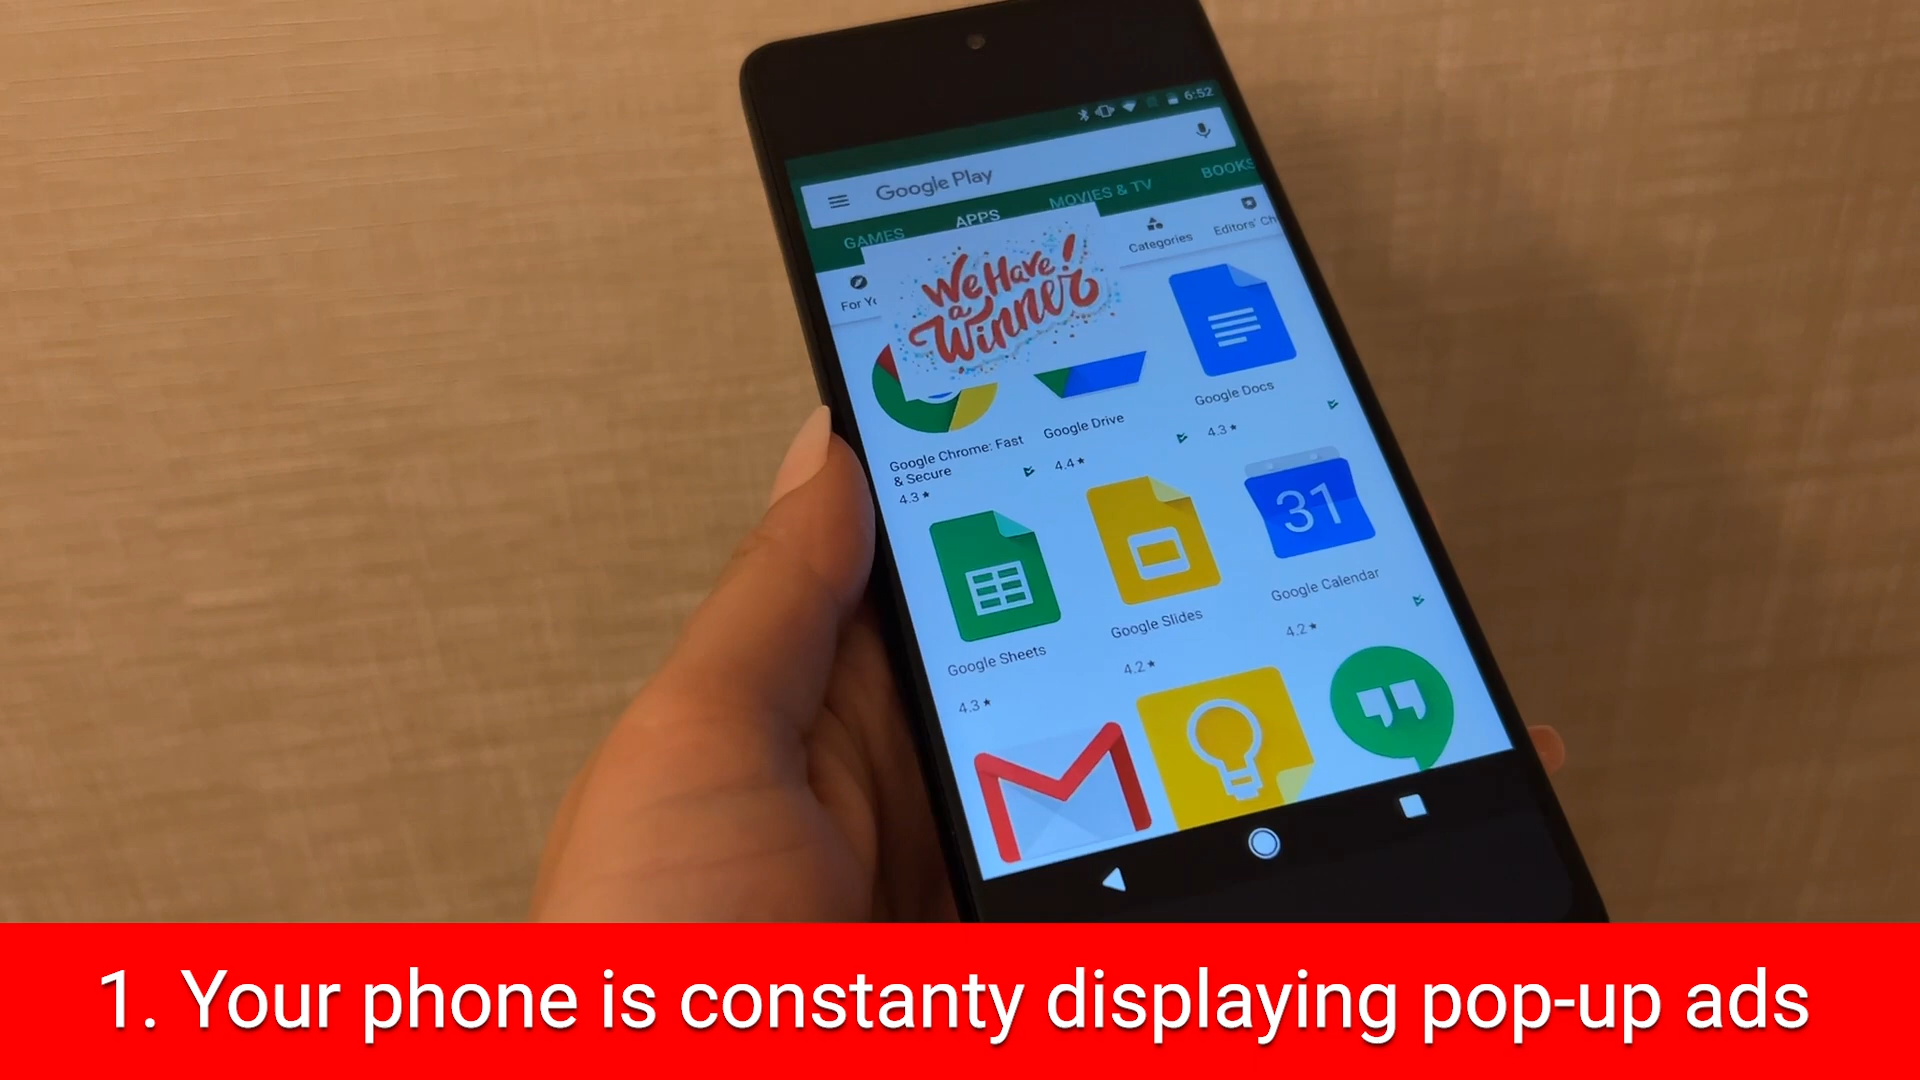 6:52
Google Play
GAMES APPS MOVIES & TV BOOKS
For Yo Categories Editors' Ch
We Have!
a
Winner
Google Chrome: Fast
& Secure
4.3★
Google Drive
4.4★
Google Docs
4.3★
31
Google Sheets
4.3★
Google Slides
4.2★
Google Calendar
4.2★
1. Your phone is constanty displaying pop-up ads